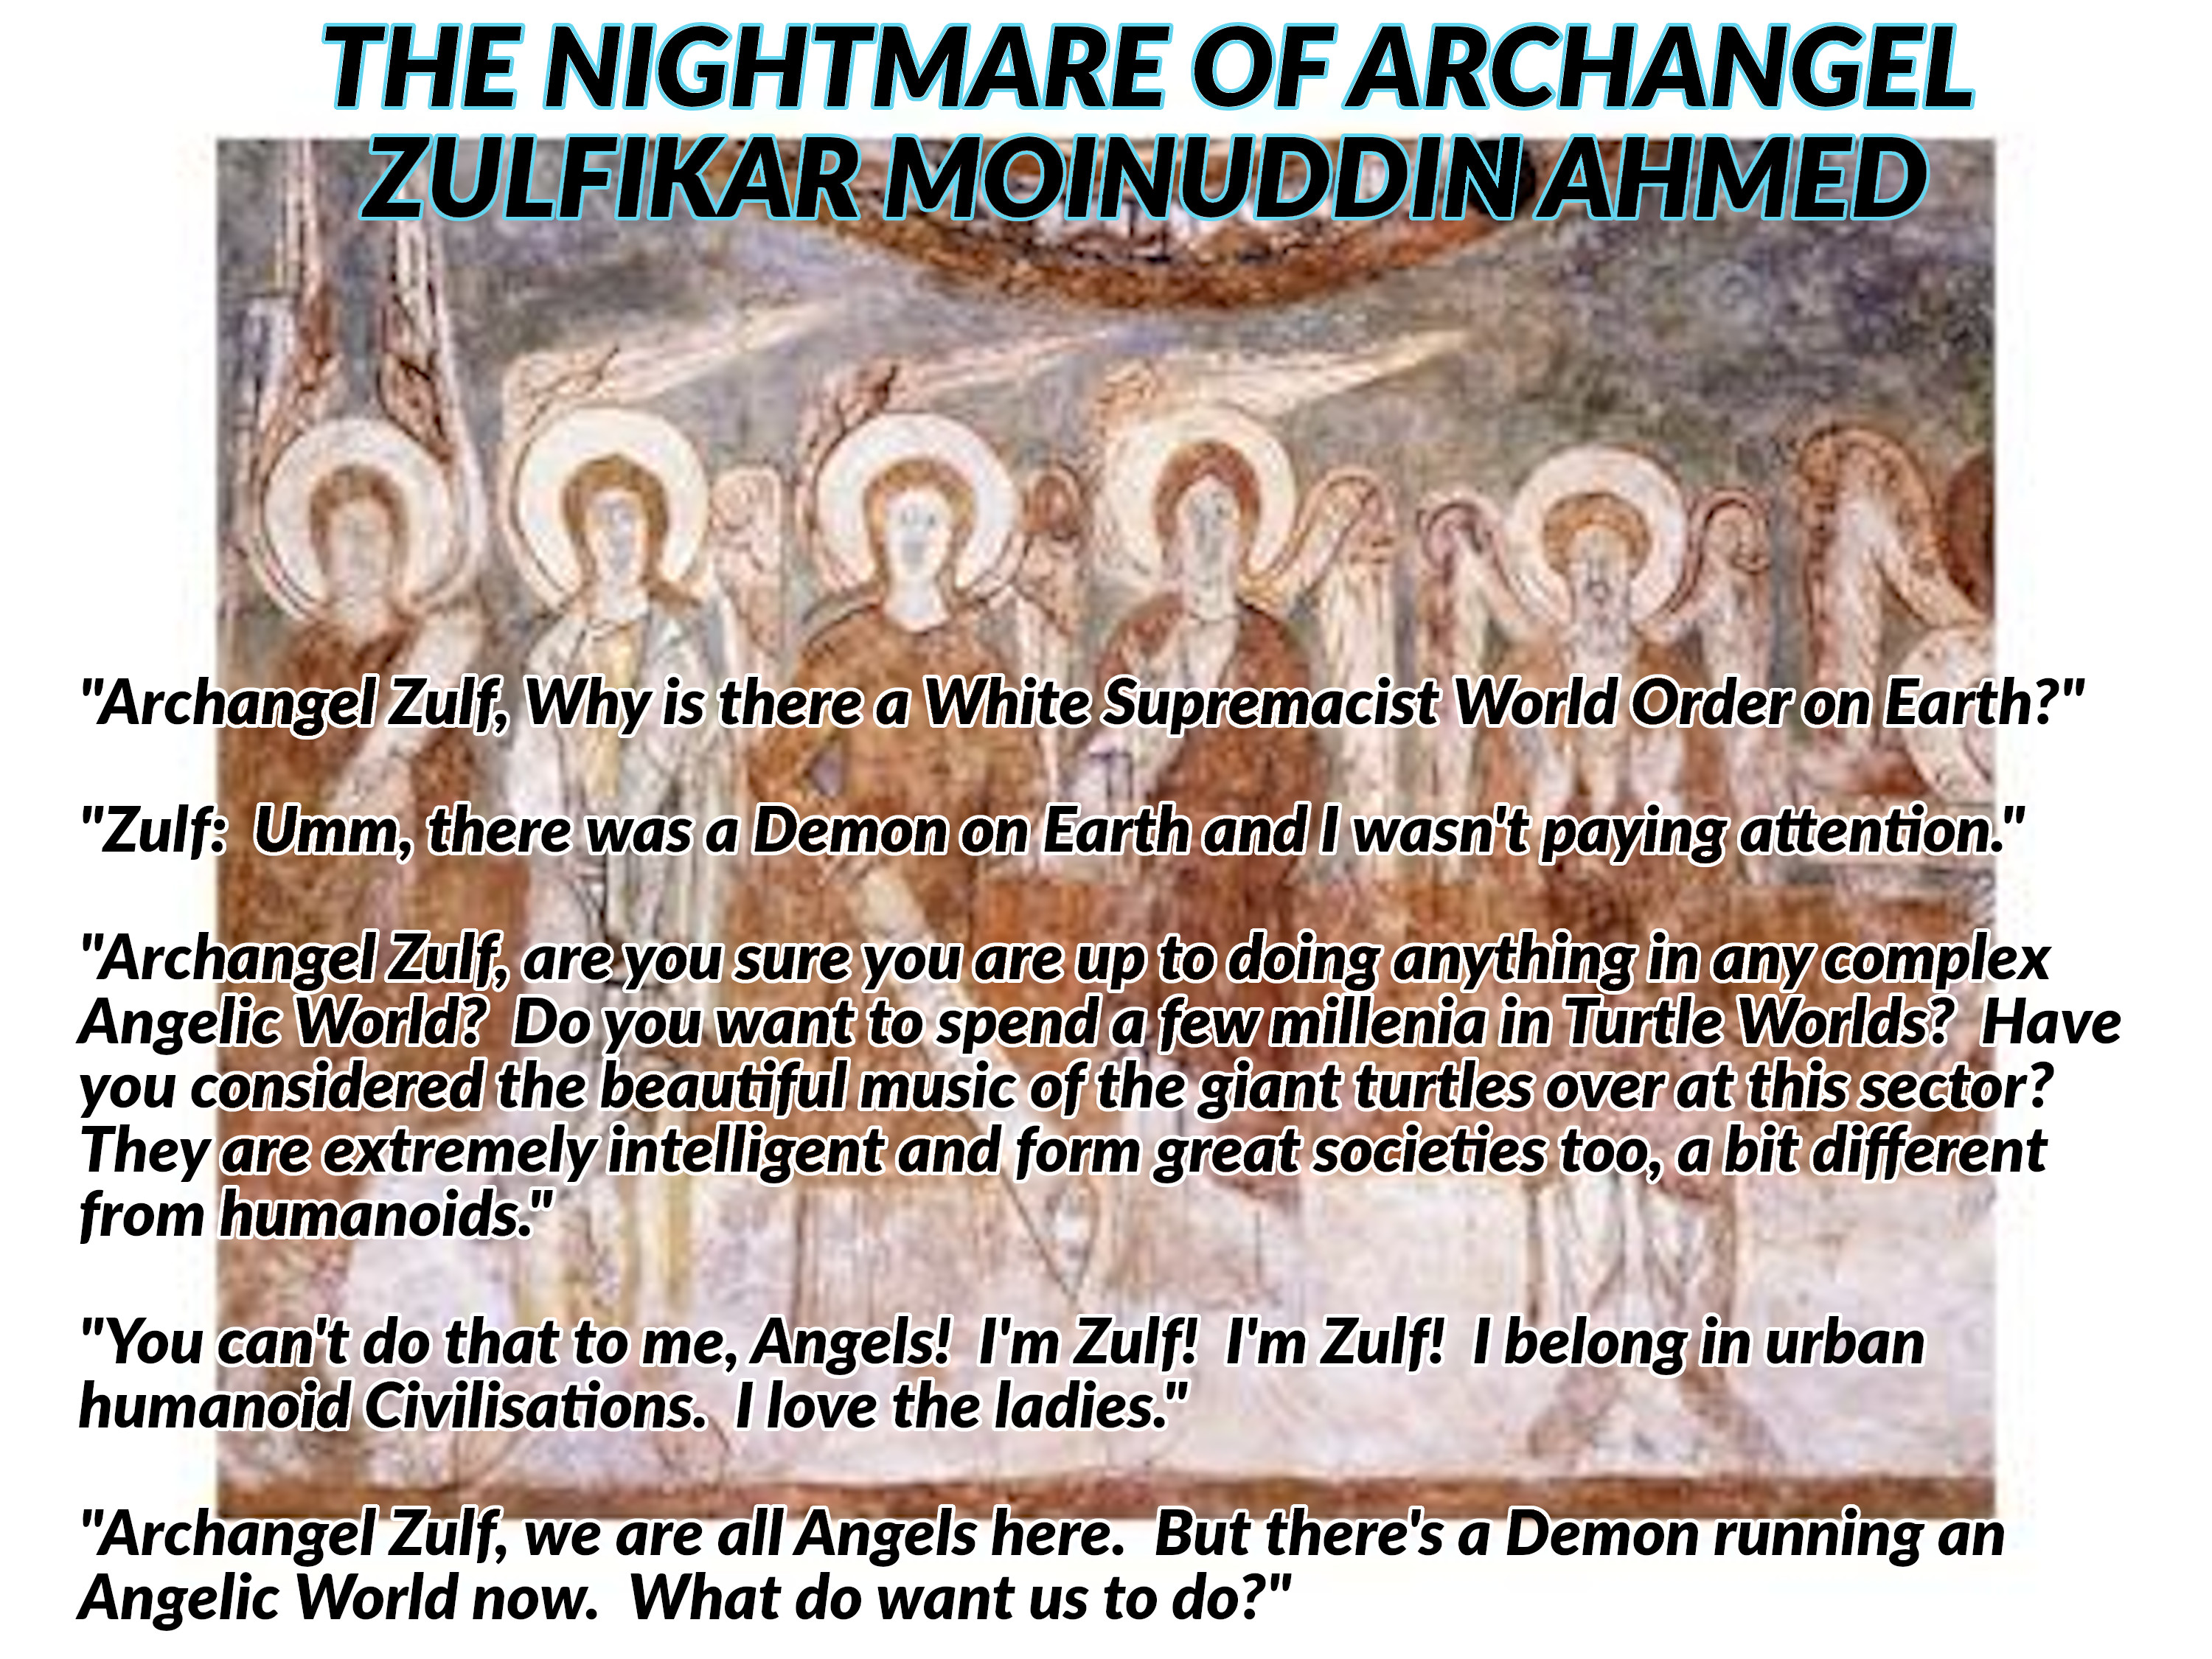 THE NIGHTMARE OF ARCHANGEL
ZULFIKAR MOINUDDIN AHMED
"Archangel Zulf, Why is there a White Supremacist World Order on Earth?"
"Zulf:  Umm, there was a Demon on Earth and I wasn't paying attention."
"Archangel Zulf, are you sure you are up to doing anything in any complex
Angelic World?  Do you want to spend a few millenia in Turtle Worlds?  Have
you considered the beautiful music of the giant turtles over at this sector?
They are extremely intelligent and form great societies too, a bit different
from humanoids."
"You can't do that to me, Angels!  I'm Zulf!  I'm Zulf!  I belong in urban
humanoid Civilisations.  I love the ladies."
"Archangel Zulf, we are all Angels here.  But there's a Demon running an
Angelic World now.  What do want us to do?"